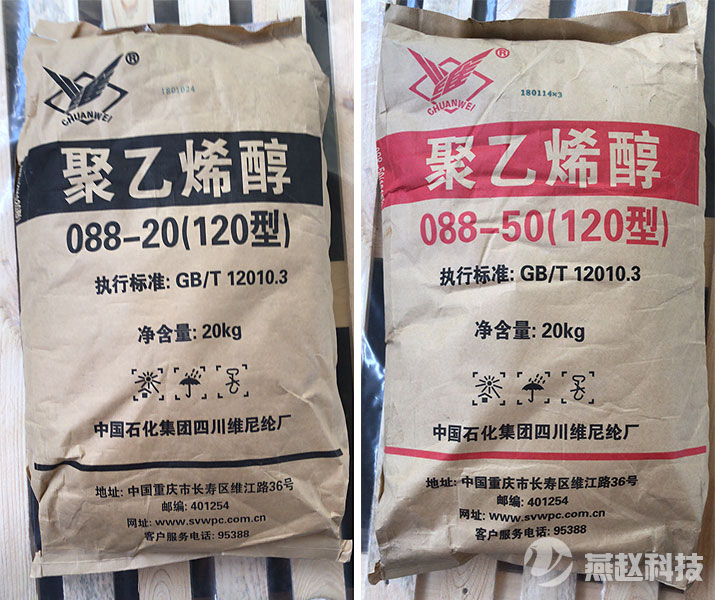 ®
CHUANWEI
1801024
聚乙烯醇
088-20(120型)
执行标准: GB/T 12010.3
净含量: 20kg
中国石化集团四川维尼纶厂
地址: 中国重庆市长寿区维江路36号
邮编: 401254
网址: www.svwpc.com.cn
客户服务电话: 95388
®
CHUANWEI
180114*3
聚乙烯醇
088-50(120型)
执行标准: GB/T 12010.3
净含量: 20kg
中国石化集团四川维尼纶厂
地址: 中国重庆市长寿区维江路36号
邮编: 401254
网址: www.svwpc.com.cn
客户服务电话: 95388
燕赵科技